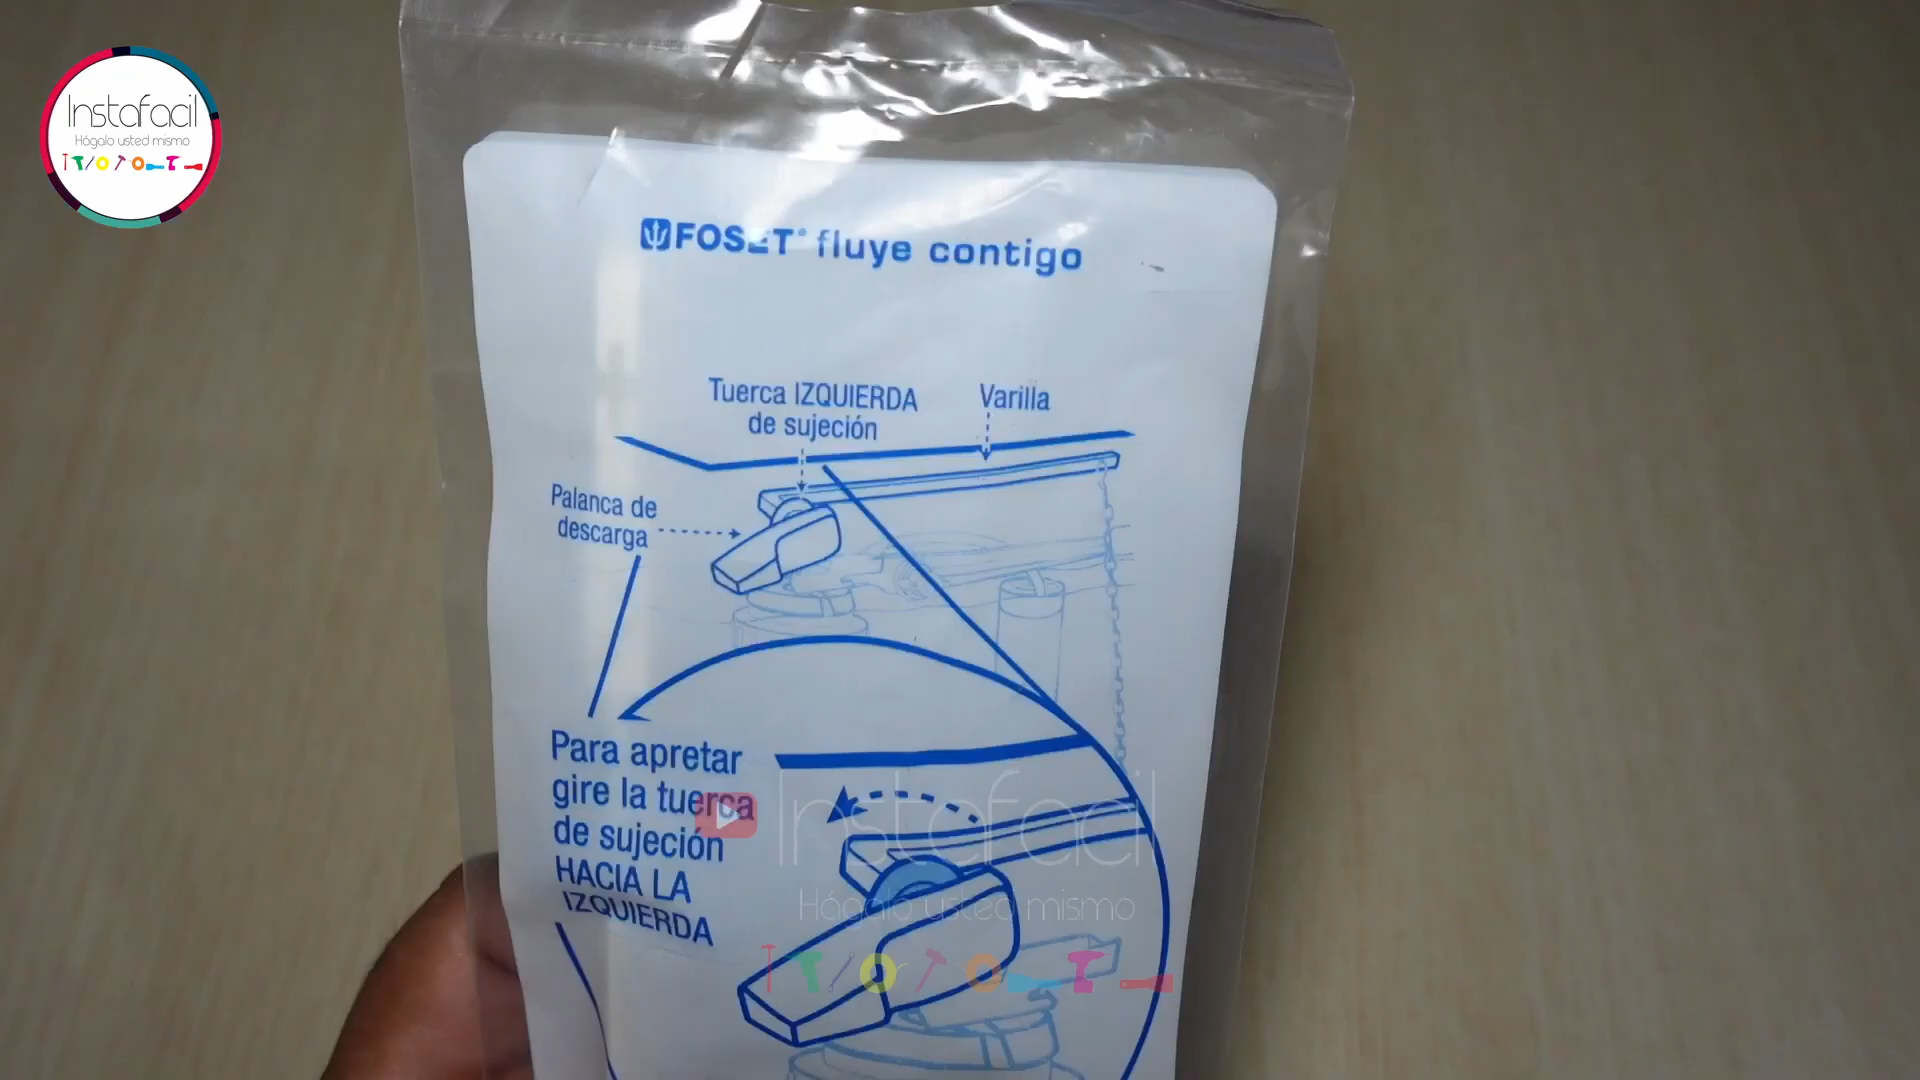 Instafacil
Hágalo usted mismo
FOSET® fluye contigo
Tuerca IZQUIERDA
de sujeción
Varilla
Palanca de
descarga
Para apretar
gire la tuerca
de sujeción
HACIA LA
IZQUIERDA
Instafacil
Hágalo usted mismo